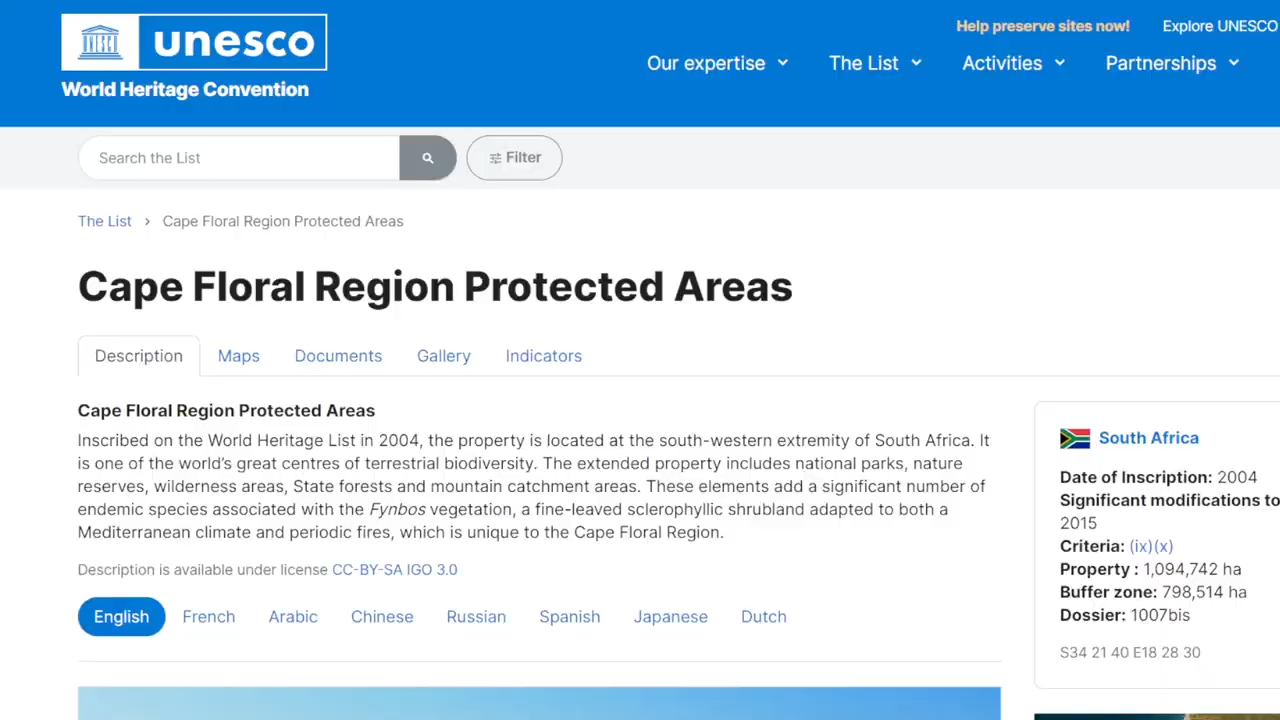 unesco
World Heritage Convention
Help preserve sites now! Explore UNESCO
Our expertise The List Activities Partnerships
Search the List Filter
The List › Cape Floral Region Protected Areas
Cape Floral Region Protected Areas
Description Maps Documents Gallery Indicators
Cape Floral Region Protected Areas
Inscribed on the World Heritage List in 2004, the property is located at the south-western extremity of South Africa. It
is one of the world’s great centres of terrestrial biodiversity. The extended property includes national parks, nature
reserves, wilderness areas, State forests and mountain catchment areas. These elements add a significant number of
endemic species associated with the Fynbos vegetation, a fine-leaved sclerophyllic shrubland adapted to both a
Mediterranean climate and periodic fires, which is unique to the Cape Floral Region.
Description is available under license CC-BY-SA IGO 3.0
English French Arabic Chinese Russian Spanish Japanese Dutch
South Africa
Date of Inscription: 2004
Significant modifications to
2015
Criteria: (ix)(x)
Property : 1,094,742 ha
Buffer zone: 798,514 ha
Dossier: 1007bis
S34 21 40 E18 28 30